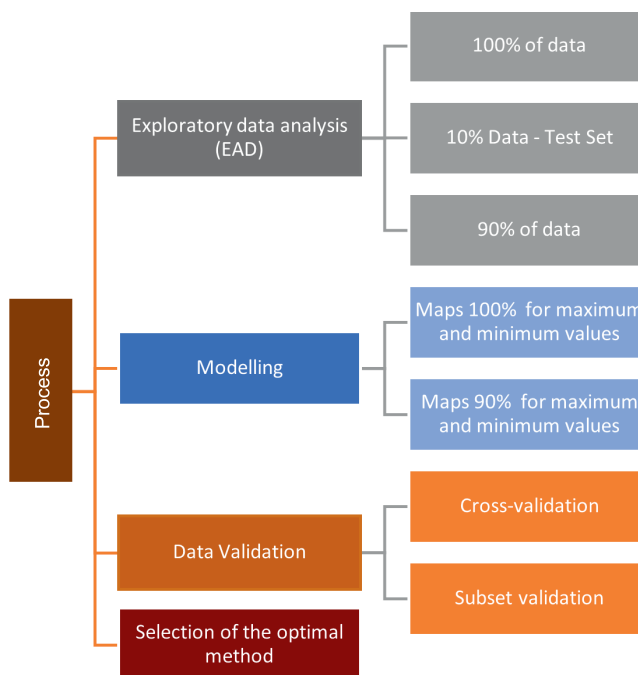 Process
Exploratory data analysis
(EAD)
100% of data
10% Data - Test Set
90% of data
Modelling
Maps 100% for maximum
and minimum values
Maps 90% for maximum
and minimum values
Data Validation
Cross-validation
Subset validation
Selection of the optimal
method